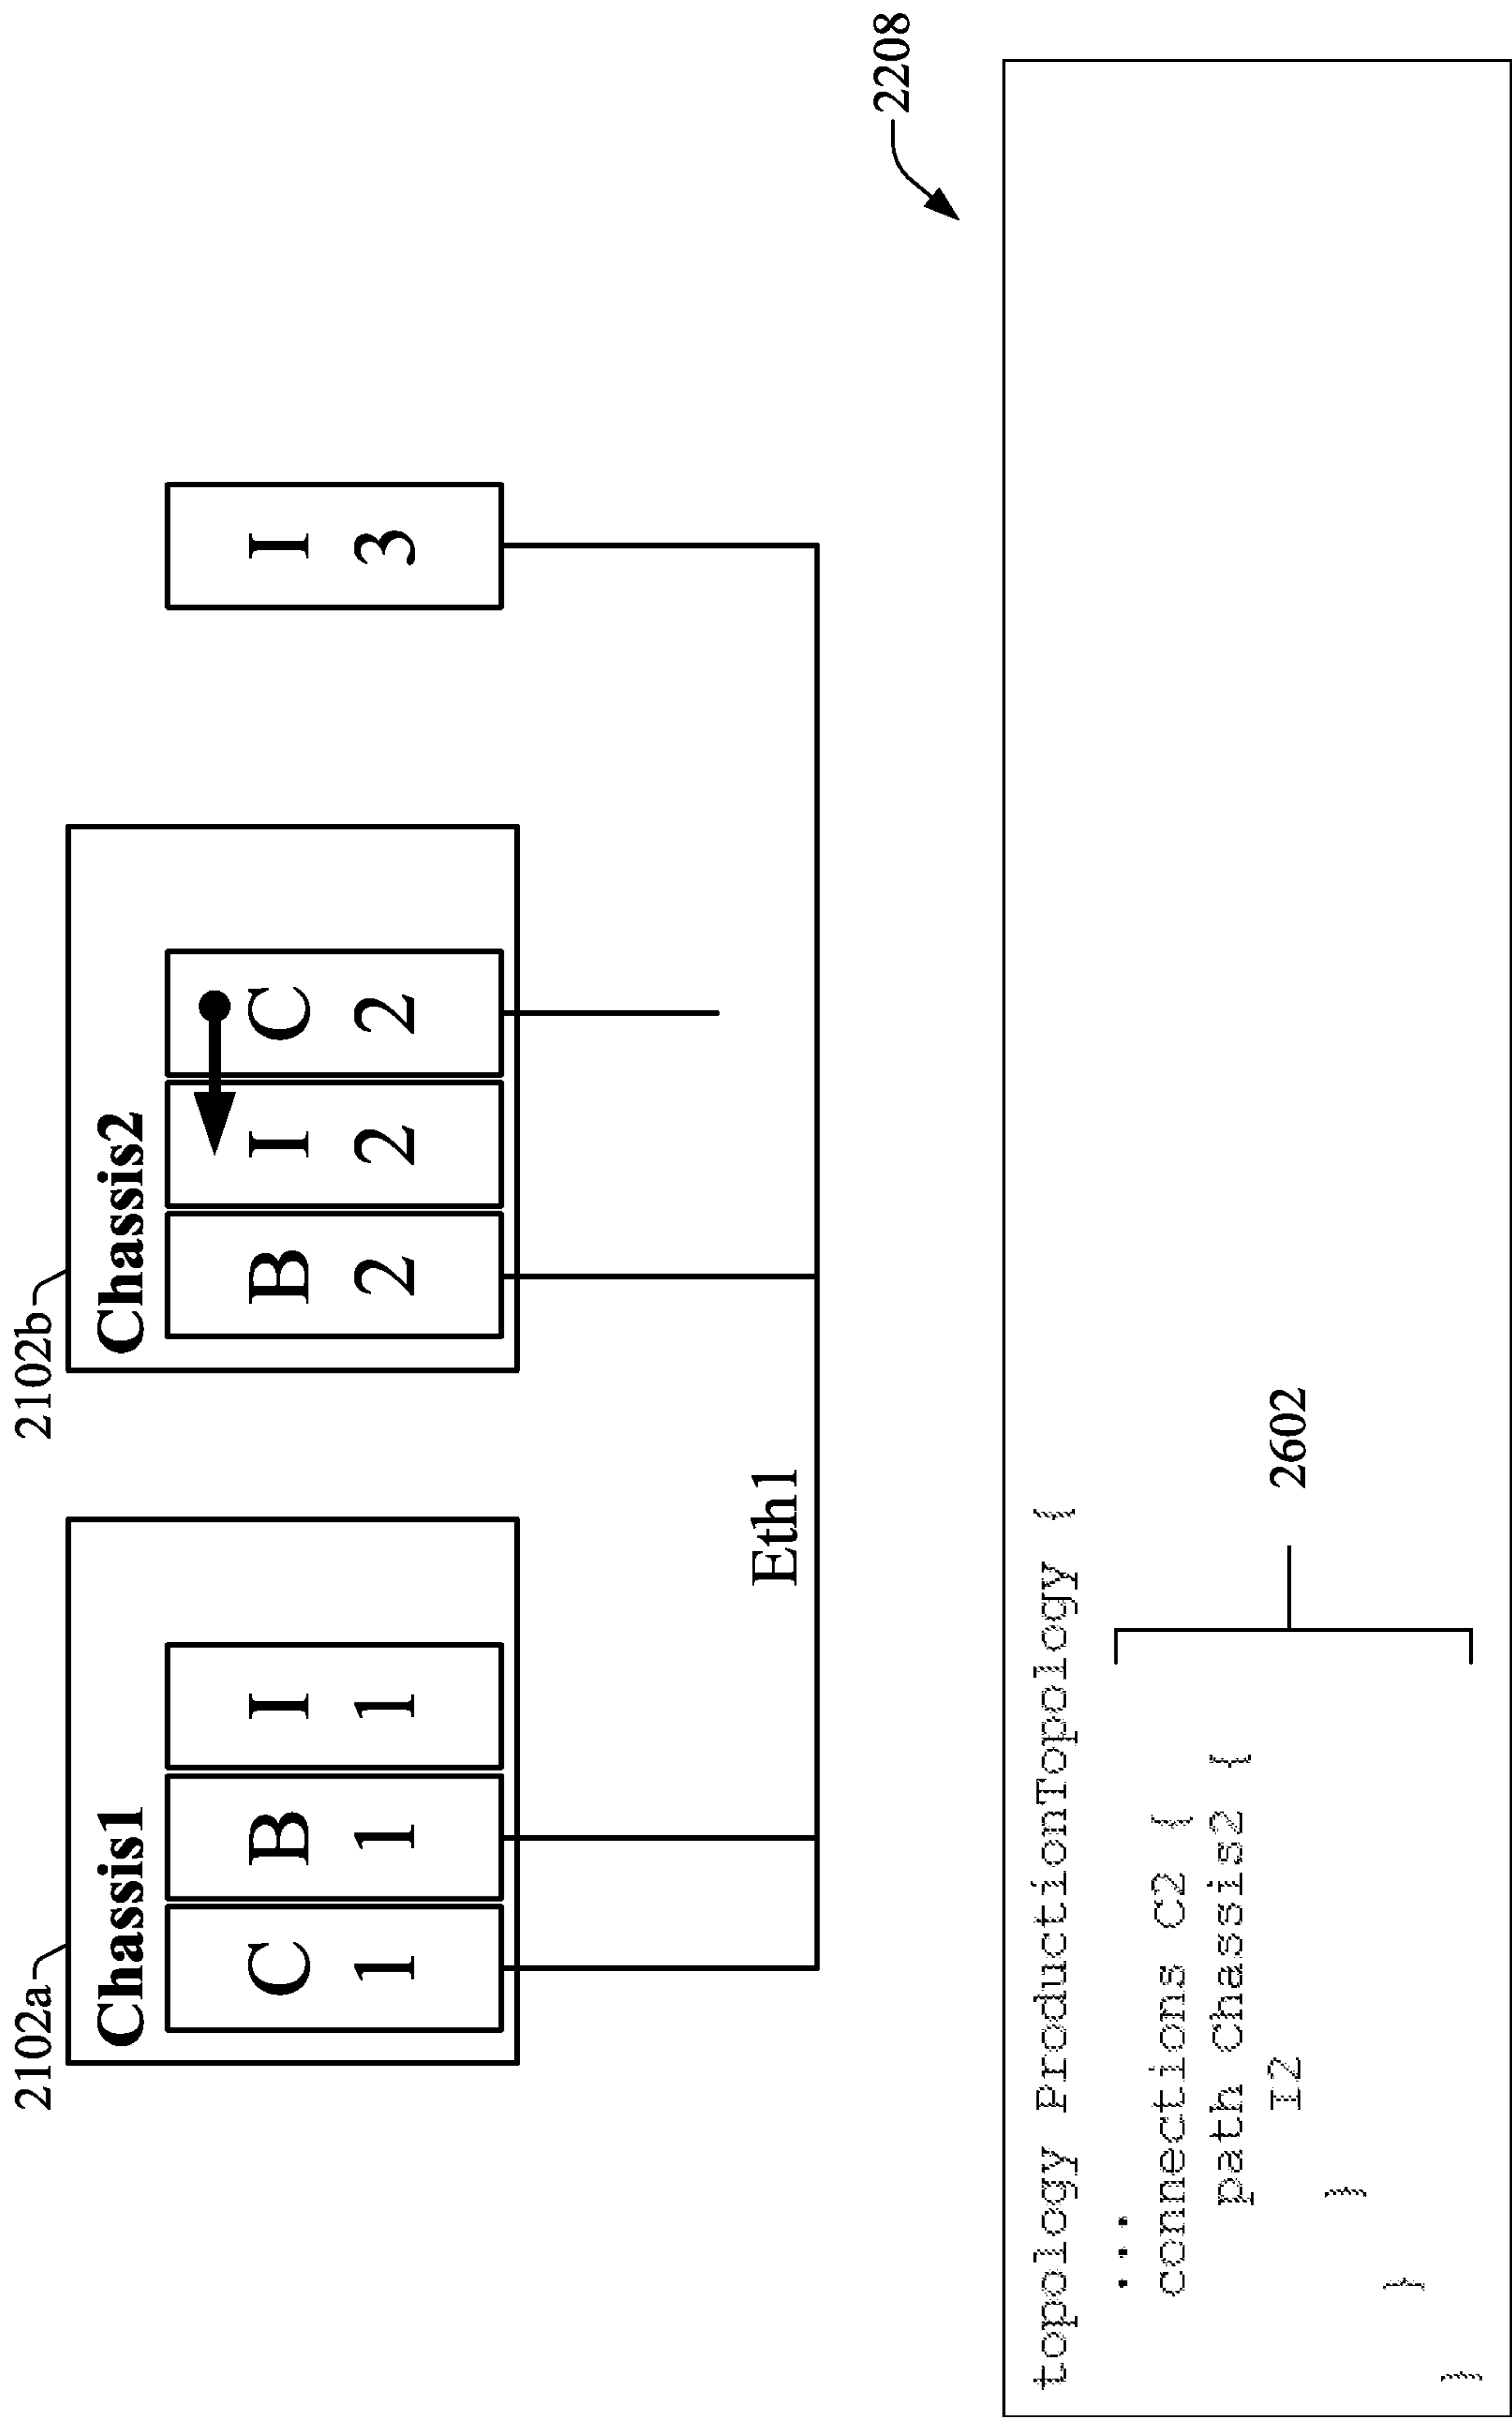 2102a
2102b
Chassis1
Chassis2
C B I
1 1 1
B I C
2 2 2
I
3
Eth1
2208
topology ProductionTopology {
...
connections C2 {
path Chassis2 {
I2
}
}
}
2602